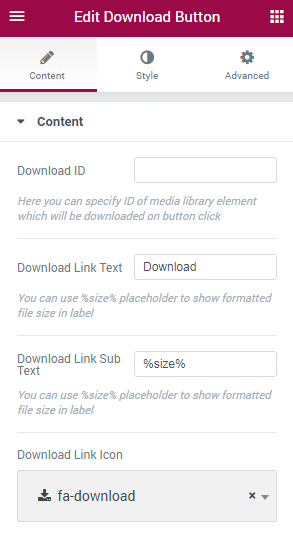 Edit Download Button
Content
Style
Advanced
Content
Download ID
Here you can specify ID of media library element
which will be downloaded on button click
Download Link Text
Download
You can use %size% placeholder to show formatted
file size in label
Download Link Sub
Text
%size%
You can use %size% placeholder to show formatted
file size in label
Download Link Icon
fa-download